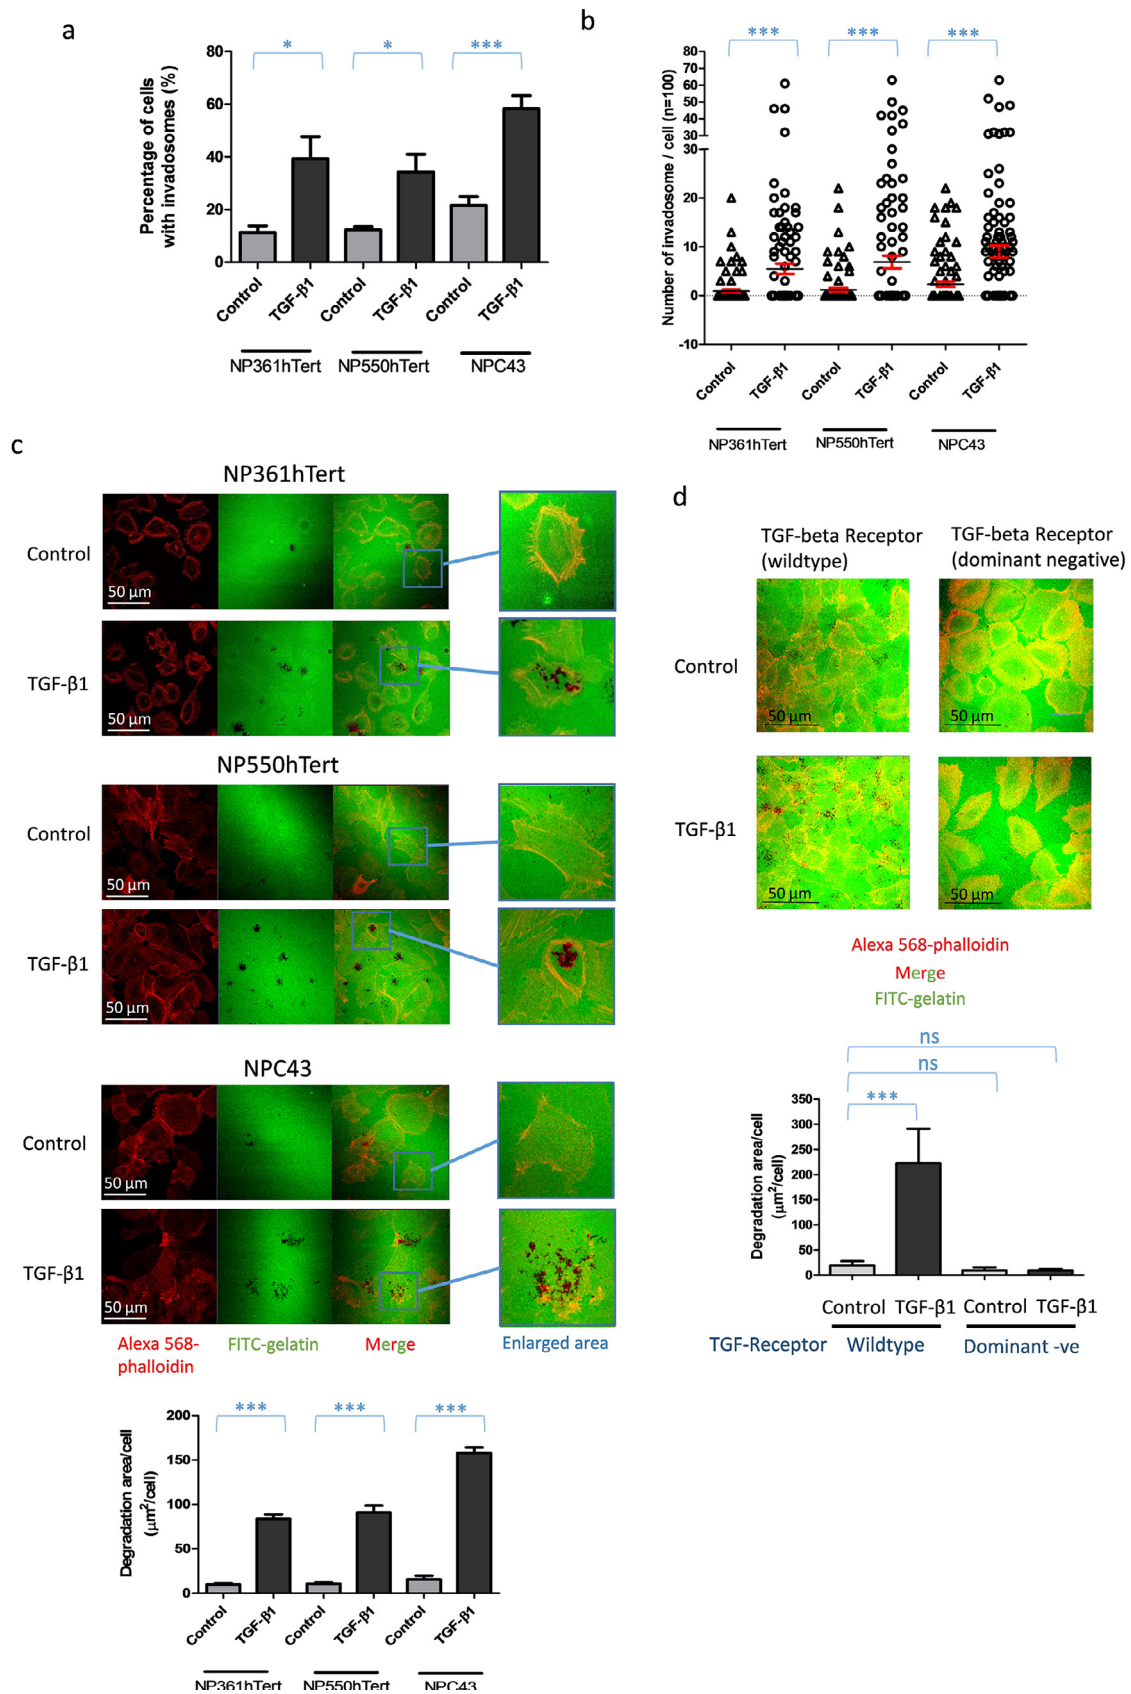 a
80
60
40
20
0
Percentage of cells
with invadosomes (%)
*
*
***
Control
TGF-β1
Control
TGF-β1
Control
TGF-β1
NP361hTert
NP550hTert
NPC43
b
80
70
60
50
40
30
30
20
10
0
-10
Number of invadosome / cell (n=100)
***
***
***
Control
TGF-β1
Control
TGF-β1
Control
TGF-β1
NP361hTert
NP550hTert
NPC43
c
NP361hTert
Control
50 µm
TGF-β1
50 µm
NP550hTert
Control
50 µm
TGF-β1
50 µm
NPC43
Control
50 µm
TGF-β1
50 µm
Alexa 568-
phalloidin
FITC-gelatin
Merge
Enlarged area
200
150
100
50
0
Degradation area/cell
(µm²/cell)
***
***
***
Control
TGF-β1
Control
TGF-β1
Control
TGF-β1
NP361hTert
NP550hTert
NPC43
d
TGF-beta Receptor
(wildtype)
TGF-beta Receptor
(dominant negative)
Control
50 µm
50 µm
TGF-β1
50 µm
50 µm
Alexa 568-phalloidin
Merge
FITC-gelatin
ns
ns
***
350
300
250
200
150
100
50
0
Degradation area/cell
(µm²/cell)
Control TGF-β1 Control TGF-β1
TGF-Receptor Wildtype Dominant -ve